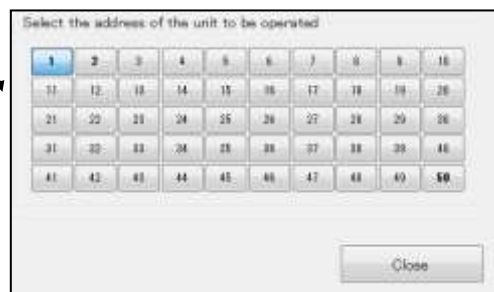 Select the address of the unit to be operated
1 2 3 4 5 6 7 8 9 10
11 12 13 14 15 16 17 18 19 20
21 22 23 24 25 26 27 28 29 30
31 32 33 34 35 36 37 38 39 40
41 42 43 44 45 46 47 48 49 50
Close